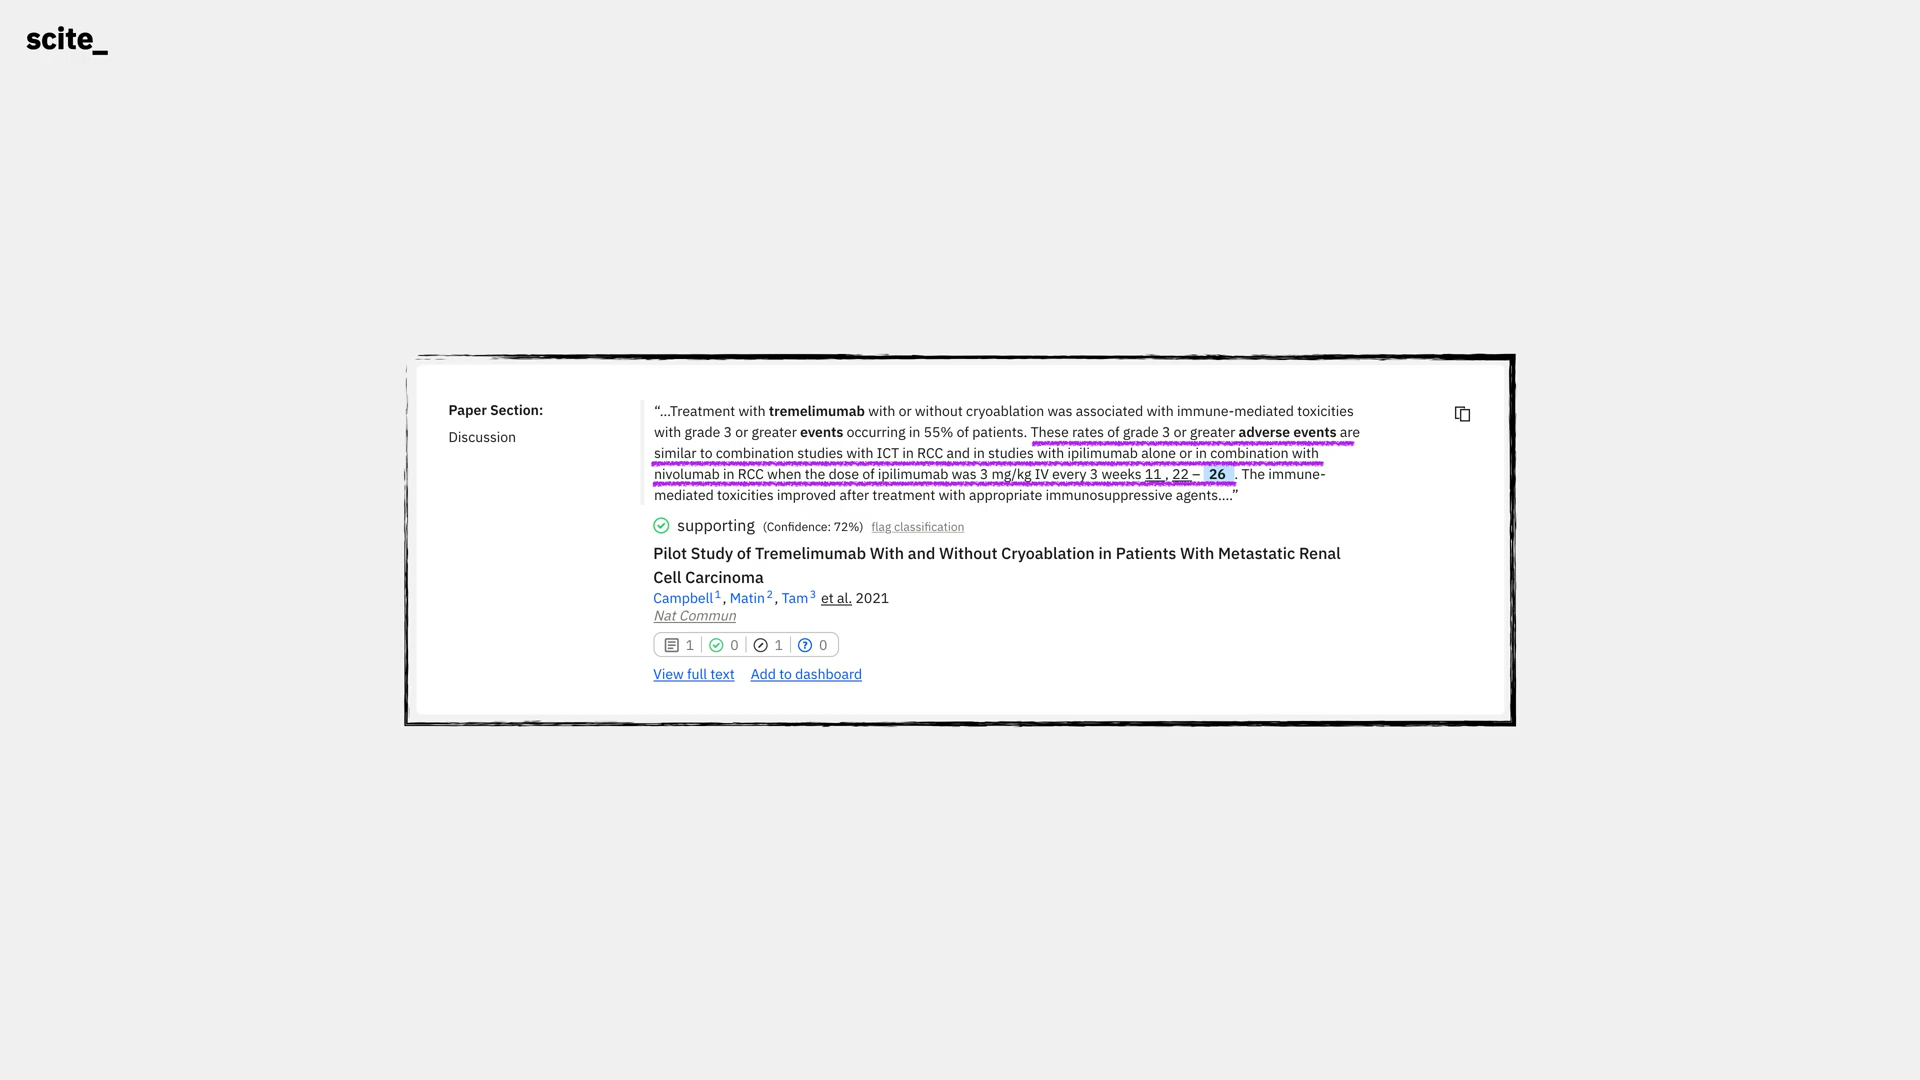 scite_
Paper Section:
Discussion
“...Treatment with tremelimumab with or without cryoablation was associated with immune-mediated toxicities
with grade 3 or greater events occurring in 55% of patients. These rates of grade 3 or greater adverse events are
similar to combination studies with ICT in RCC and in studies with ipilimumab alone or in combination with
nivolumab in RCC when the dose of ipilimumab was 3 mg/kg IV every 3 weeks 11 , 22 – 26 . The immune-
mediated toxicities improved after treatment with appropriate immunosuppressive agents....”
supporting (Confidence: 72%) flag classification
Pilot Study of Tremelimumab With and Without Cryoablation in Patients With Metastatic Renal
Cell Carcinoma
Campbell¹, Matin², Tam³ et al. 2021
Nat Commun
1 0 1 0
View full text Add to dashboard